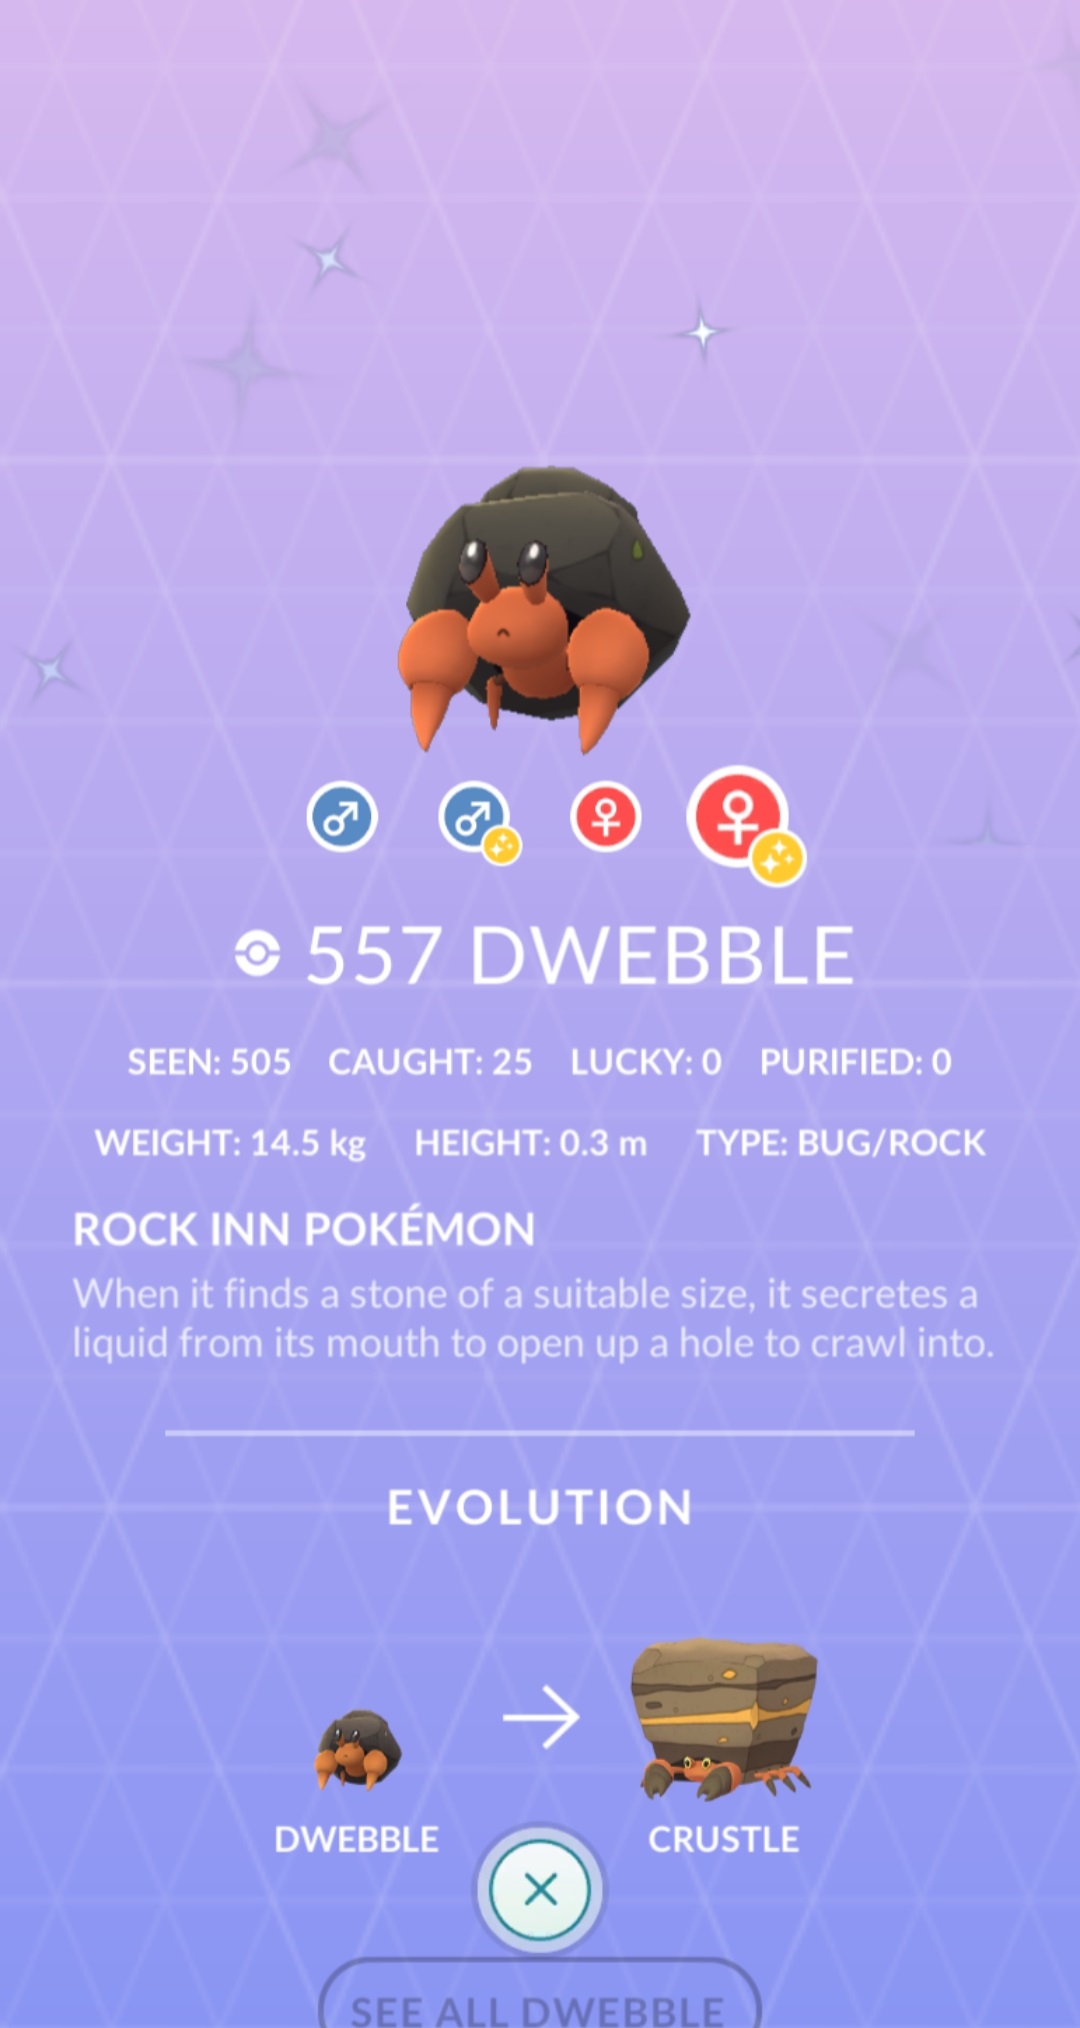 557 DWEBBLE
SEEN: 505 CAUGHT: 25 LUCKY: 0 PURIFIED: 0
WEIGHT: 14.5 kg HEIGHT: 0.3 m TYPE: BUG/ROCK
ROCK INN POKÉMON
When it finds a stone of a suitable size, it secretes a
liquid from its mouth to open up a hole to crawl into.
EVOLUTION
DWEBBLE CRUSTLE
SEE ALL DWEBBLE